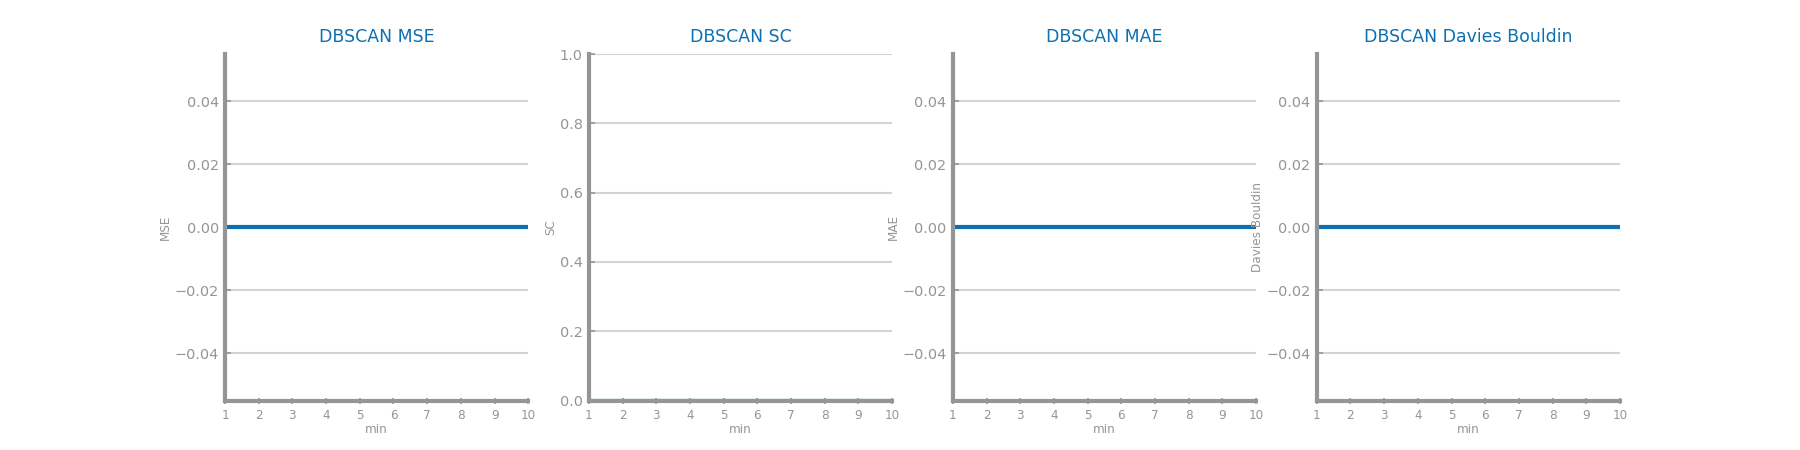 DBSCAN MSE
MSE
0.04
0.02
0.00
−0.02
−0.04
1 2 3 4 5 6 7 8 9 10
min
DBSCAN SC
SC
1.0
0.8
0.6
0.4
0.2
0.0
1 2 3 4 5 6 7 8 9 10
min
DBSCAN MAE
MAE
0.04
0.02
0.00
−0.02
−0.04
1 2 3 4 5 6 7 8 9 10
min
DBSCAN Davies Bouldin
Davies Bouldin
0.04
0.02
0.00
−0.02
−0.04
1 2 3 4 5 6 7 8 9 10
min